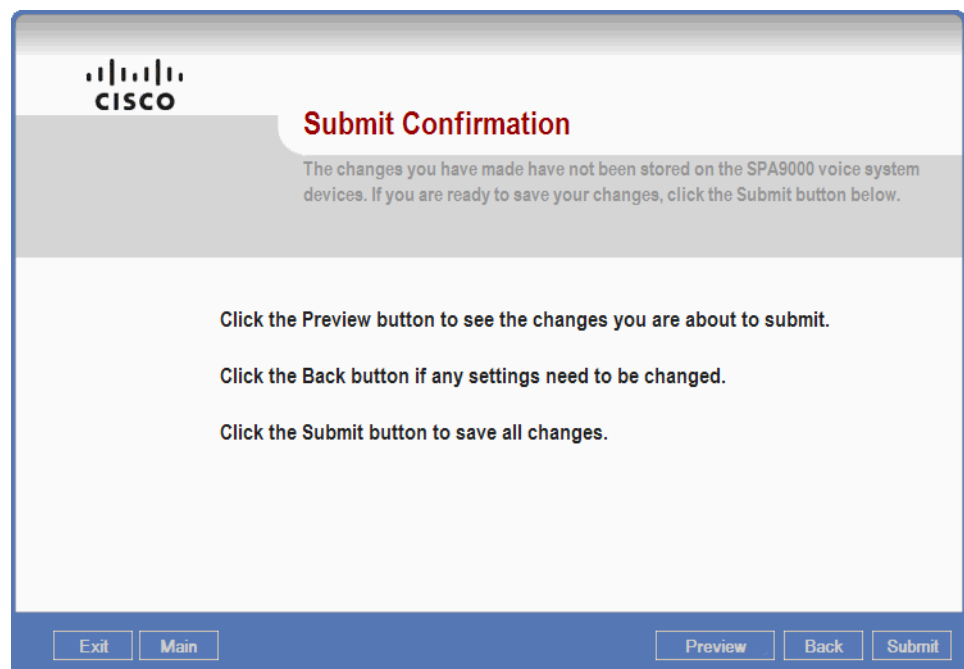 CISCO
Submit Confirmation
The changes you have made have not been stored on the SPA9000 voice system
devices. If you are ready to save your changes, click the Submit button below.
Click the Preview button to see the changes you are about to submit.
Click the Back button if any settings need to be changed.
Click the Submit button to save all changes.
Exit Main Preview Back Submit